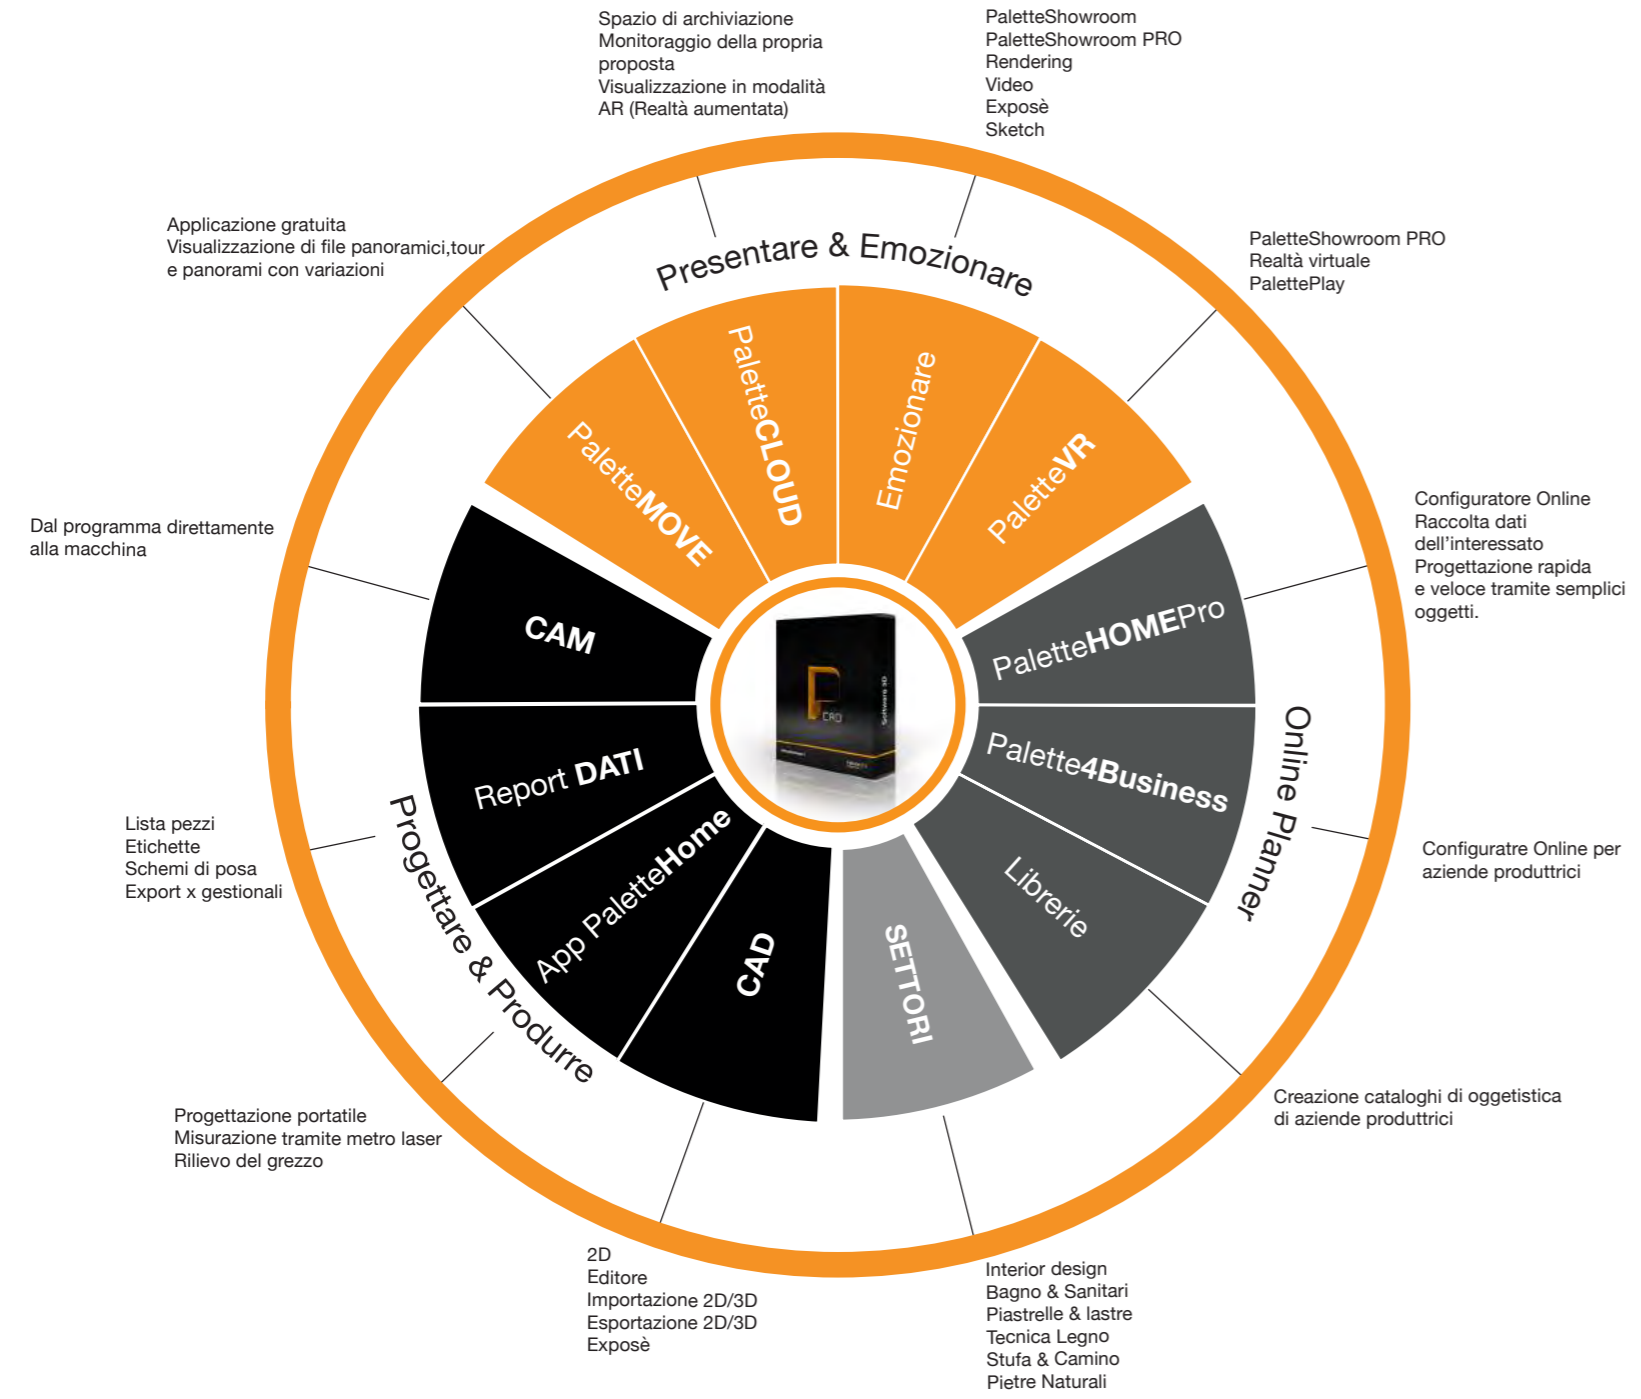 Spazio di archiviazione
Monitoraggio della propria
proposta
Visualizzazione in modalità
AR (Realtà aumentata)
PaletteShowroom
PaletteShowroom PRO
Rendering
Video
Exposè
Sketch
Applicazione gratuita
Visualizzazione di file panoramici,tour
e panorami con variazioni
PaletteShowroom PRO
Realtà virtuale
PalettePlay
Presentare & Emozionare
PaletteMOVE
PaletteCLOUD
Emozionare
PaletteVR
Dal programma direttamente
alla macchina
Configuratore Online
Raccolta dati
dell'interessato
Progettazione rapida
e veloce tramite semplici
oggetti.
CAM
Report DATI
App PaletteHome
CAD
SETTORI
Librerie
Palette4Business
PaletteHOMEPro
CAD
Software 3D
Progettare & Produrre
Online Planner
Lista pezzi
Etichette
Schemi di posa
Export x gestionali
Configuratre Online per
aziende produttrici
Progettazione portatile
Misurazione tramite metro laser
Rilievo del grezzo
Creazione cataloghi di oggetistica
di aziende produttrici
2D
Editore
Importazione 2D/3D
Esportazione 2D/3D
Exposè
Interior design
Bagno & Sanitari
Piastrelle & lastre
Tecnica Legno
Stufa & Camino
Pietre Naturali